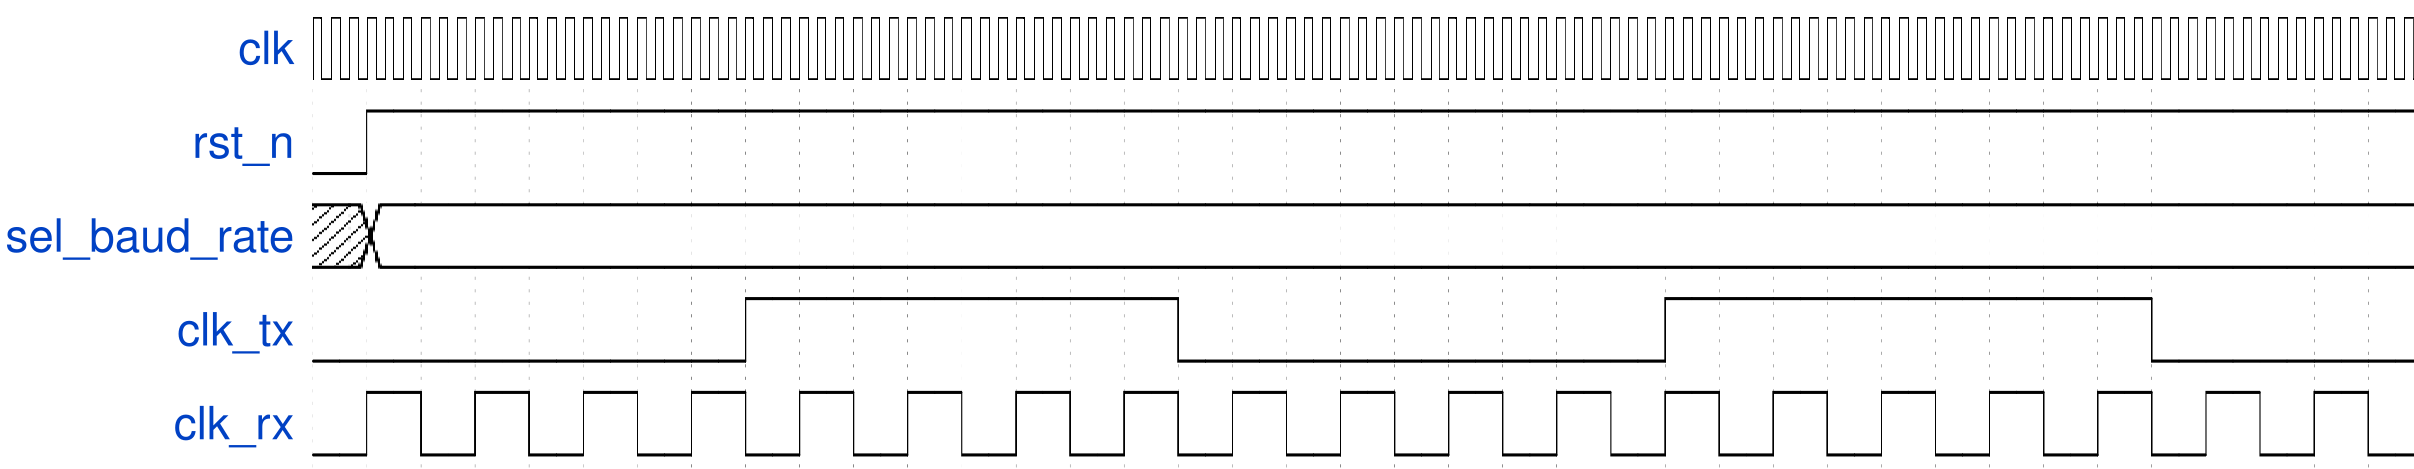 clk
rst_n
sel_baud_rate
clk_tx
clk_rx